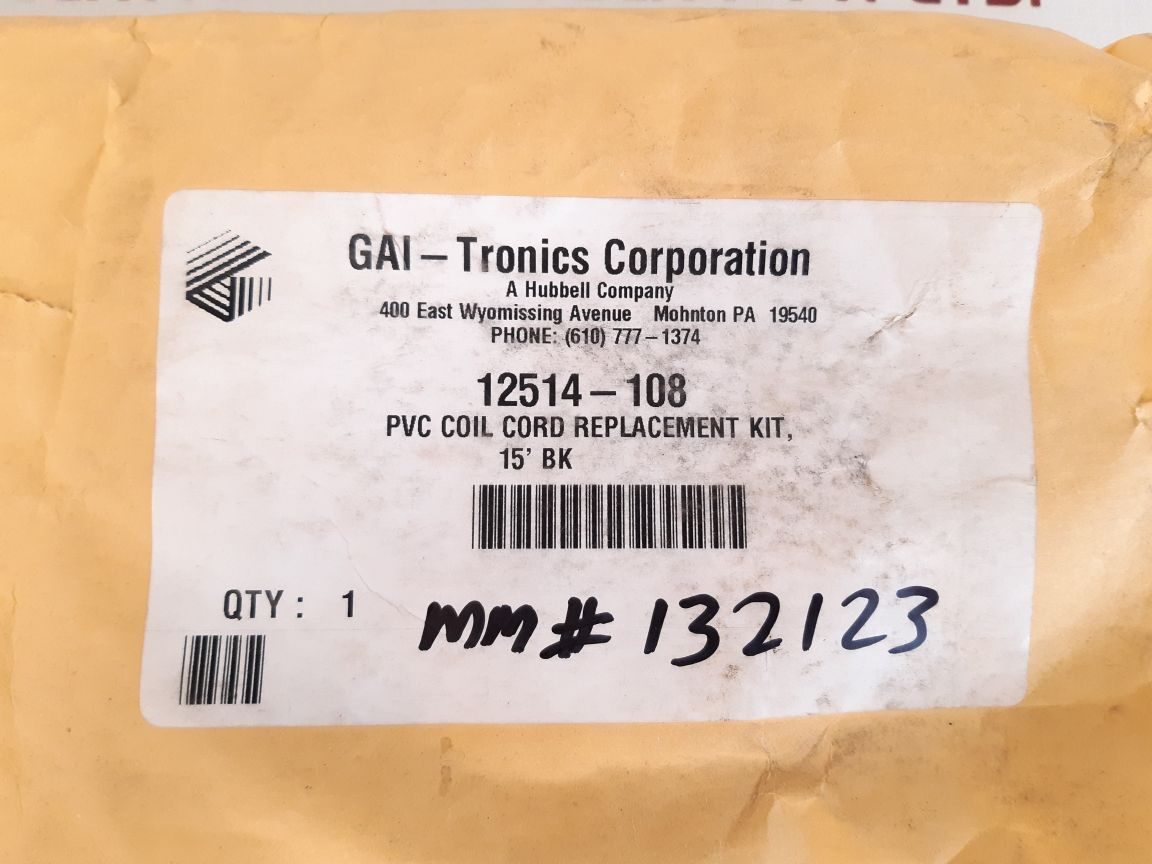 GAI-Tronics Corporation
A Hubbell Company
400 East Wyomissing Avenue Mohnton PA 19540
PHONE: (610) 777-1374
12514-108
PVC COIL CORD REPLACEMENT KIT,
15' BK
QTY: 1
MM# 132123